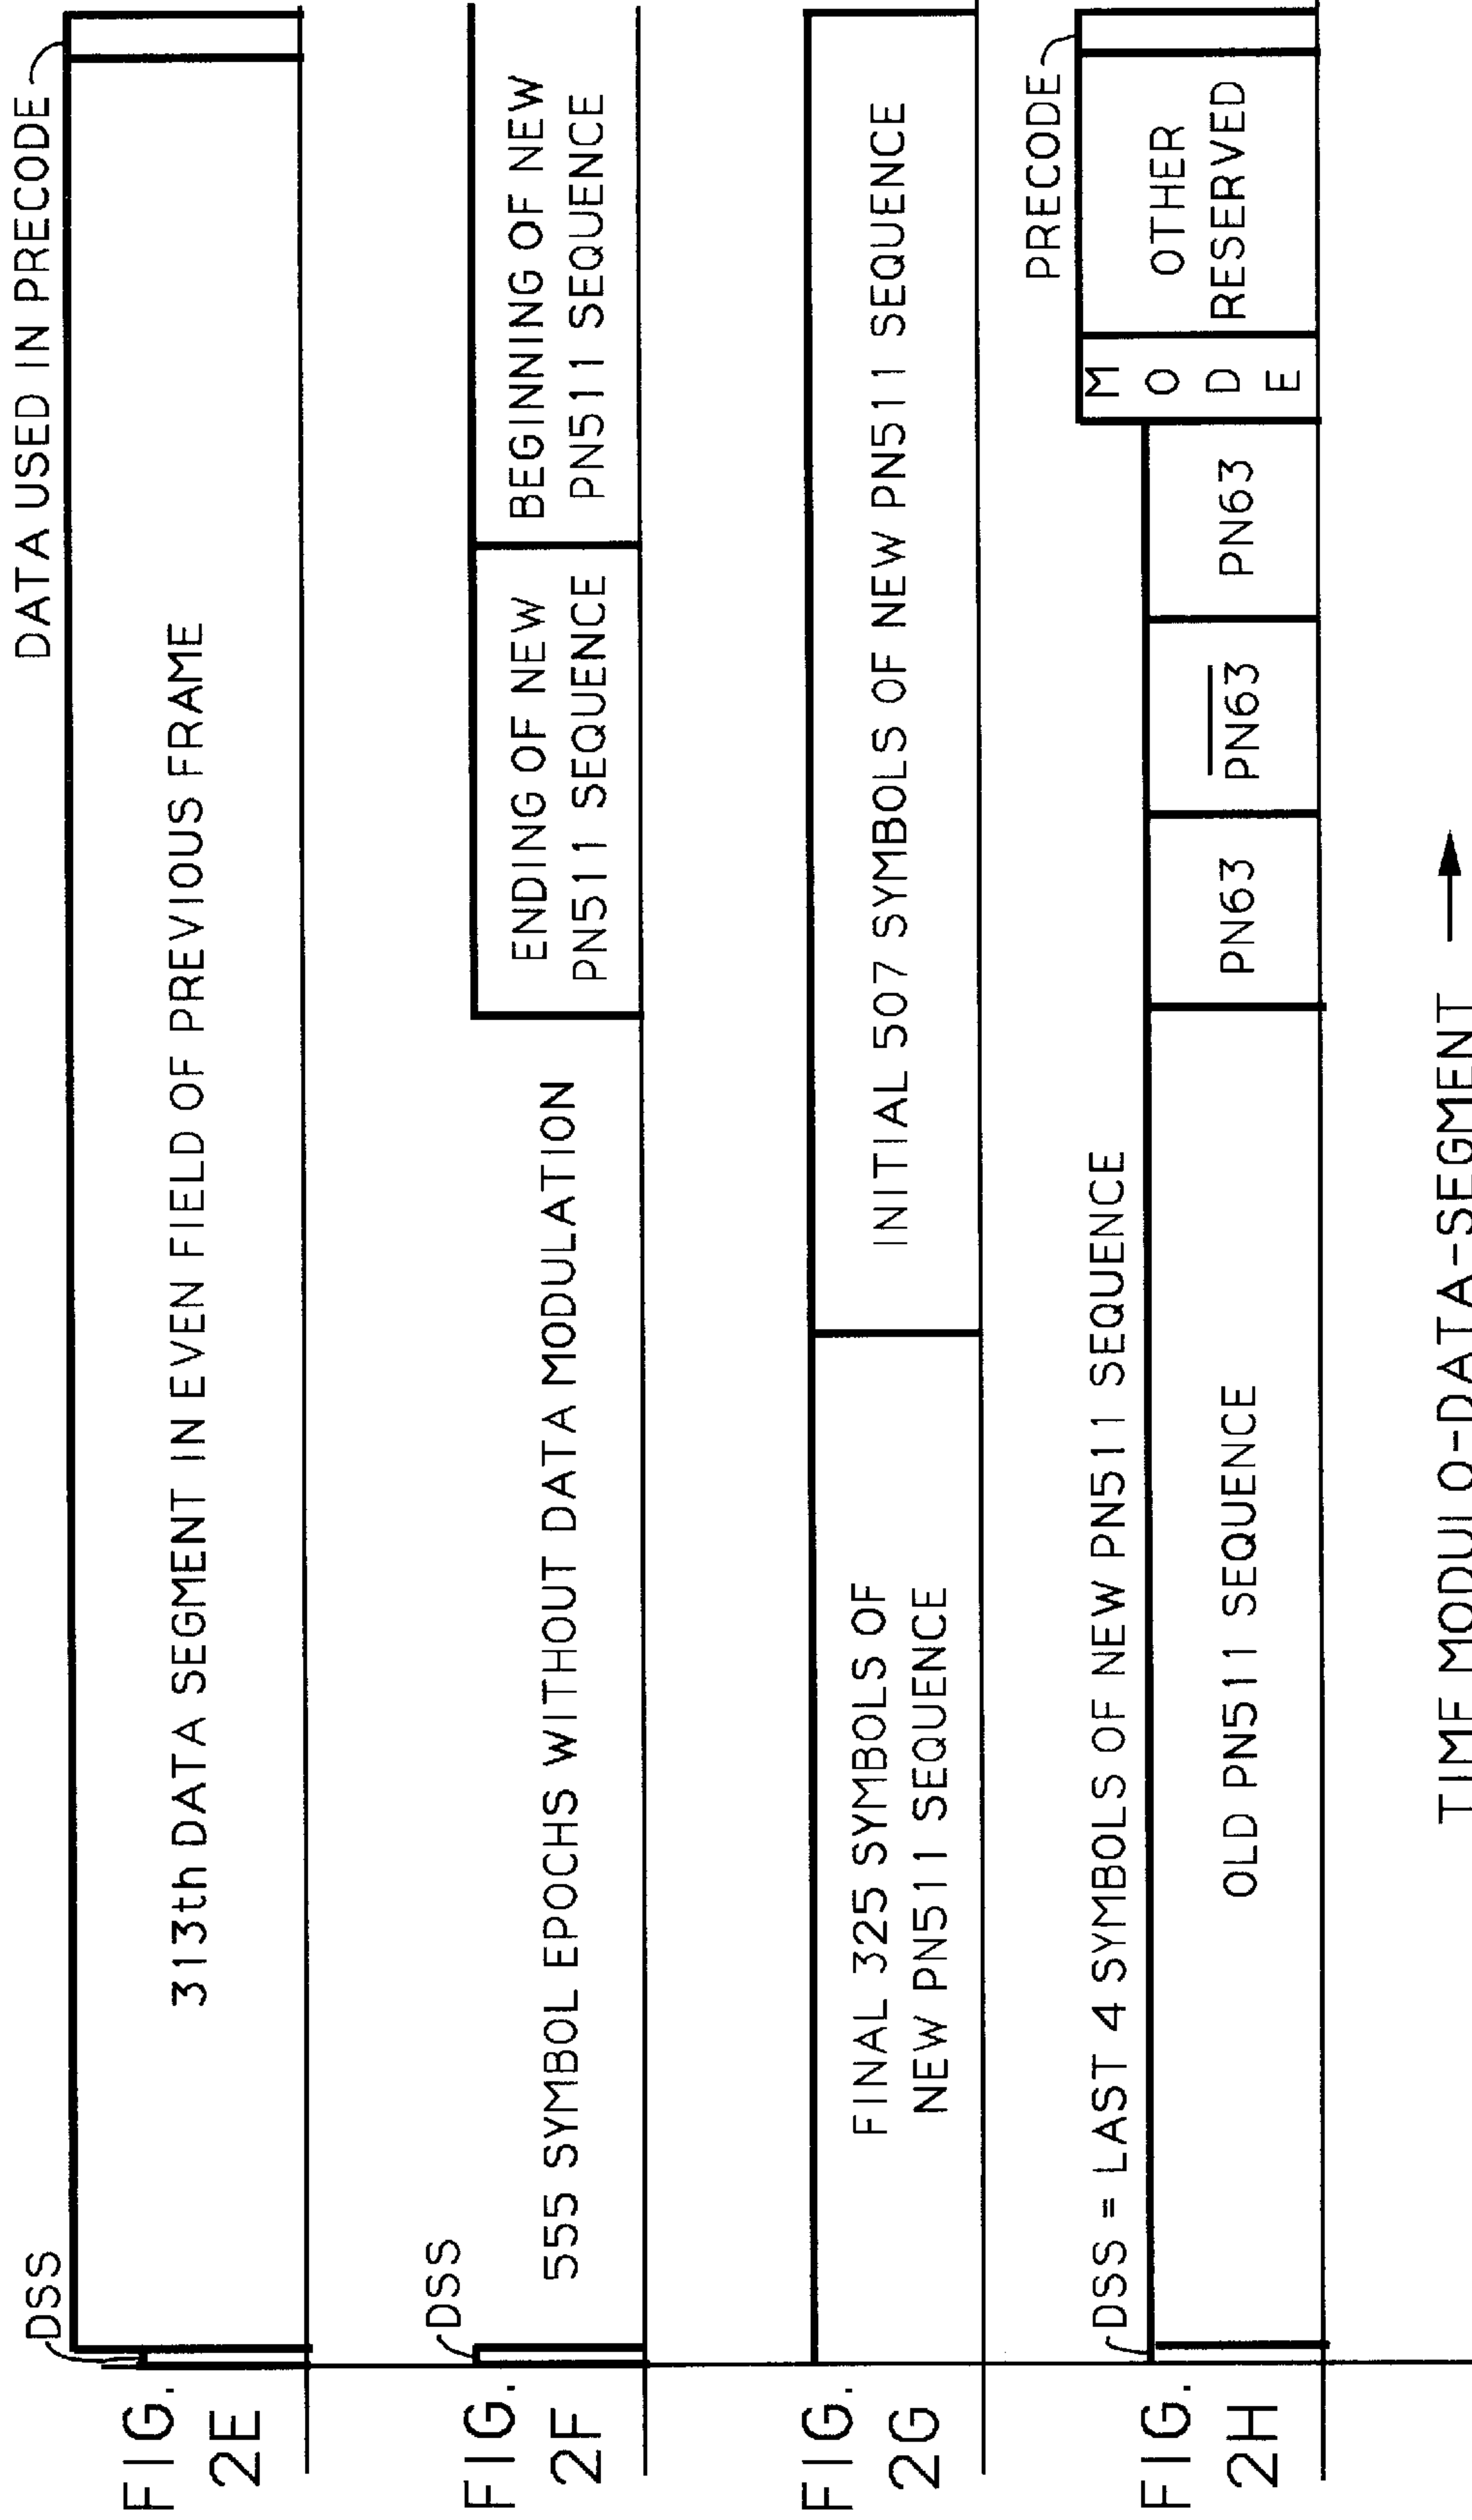 DATA USED IN PRECODE
DSS
FIG.
2E
313th DATA SEGMENT IN EVEN FIELD OF PREVIOUS FRAME
DSS
FIG.
2F
555 SYMBOL EPOCHS WITHOUT DATA MODULATION
ENDING OF NEW
PN511 SEQUENCE
BEGINNING OF NEW
PN511 SEQUENCE
FIG.
2G
FINAL 325 SYMBOLS OF
NEW PN511 SEQUENCE
INITIAL 507 SYMBOLS OF NEW PN511 SEQUENCE
PRECODE
DSS = LAST 4 SYMBOLS OF NEW PN511 SEQUENCE
FIG.
2H
OLD PN511 SEQUENCE
PN63
P̅N̅6̅3̅
PN63
M
O
D
E
OTHER
RESERVED
TIME MODULO-DATA-SEGMENT